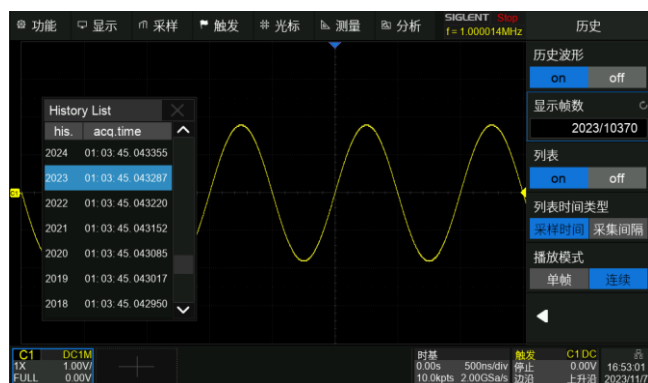 功能 显示 采样 触发 光标 测量 分析 SIGLENT Stop
f = 1.000014MHz
历史
历史波形
on off
显示帧数
2023/10370
列表
on off
列表时间类型
采样时间 采集间隔
播放模式
单帧 连续
History List
his. acq.time
2024 01: 03: 45. 043355
2023 01: 03: 45. 043287
2022 01: 03: 45. 043220
2021 01: 03: 45. 043152
2020 01: 03: 45. 043085
2019 01: 03: 45. 043017
2018 01: 03: 45. 042950
C1
C1 DC1M
1X 1.00V/
FULL 0.00V
时基
0.00s 500ns/div
10.0kpts 2.00GSa/s
触发 C1 DC
停止 0.00V
边沿 上升沿
16:53:01
2023/11/7